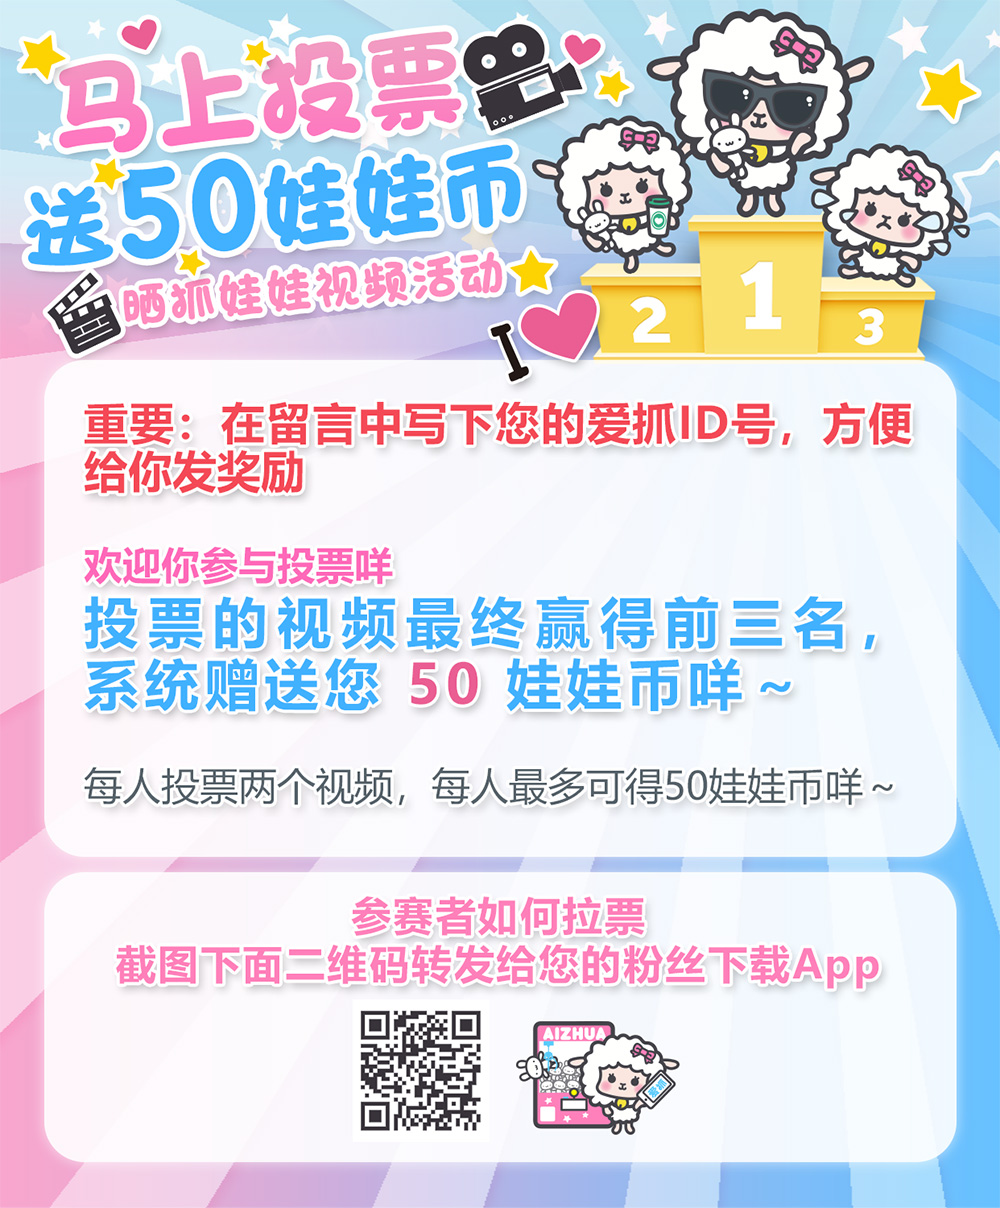 马上投票
送50娃娃币
晒抓娃娃视频活动
I
1
2
3
重要：在留言中写下您的爱抓ID号，方便
给你发奖励
欢迎你参与投票咩
投票的视频最终赢得前三名，
系统赠送您 50 娃娃币咩～
每人投票两个视频，每人最多可得50娃娃币咩～
参赛者如何拉票
截图下面二维码转发给您的粉丝下载App
AIZHUA